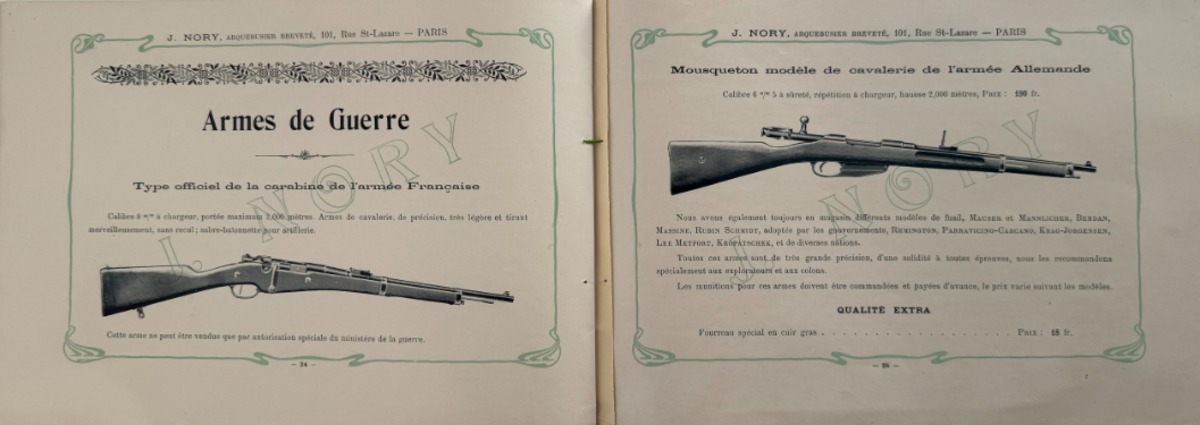 J. NORY, ARQUEBUSIER BREVETÉ, 101, Rue St-Lazare — PARIS
Armes de Guerre
Type officiel de la carabine de l'armée Française
Calibre 8 m/m à chargeur, portée maximum 2,000 mètres. Armes de cavalerie, de précision, très légère et tirant
merveilleusement, sans recul ; sabre-baïonnette pour artillerie.
J. NORY
Cette arme ne peut être vendue que par autorisation spéciale du ministère de la guerre.
— 24 —
J. NORY, ARQUEBUSIER BREVETÉ, 101, Rue St-Lazare — PARIS
Mousqueton modèle de cavalerie de l'armée Allemande
Calibre 6 m/m 5 à sûreté, répétition à chargeur, hausse 2,000 mètres, PRIX : 190 fr.
J. NORY
Nous avons également toujours en magasin différents modèles de fusil, MAUSER et MANNLICHER, BERDAN,
MASSINE, RUBIN SCHMIDT, adoptés par les gouvernements, REMINGTON, PARRAVICINO-CARCANO, KRAG-JORGENSEN,
LEE METFORT, KROPATSCHEK, et de diverses nations.
Toutes ces armes sont de très grande précision, d'une solidité à toutes épreuves, nous les recommandons
spécialement aux explorateurs et aux colons.
Les munitions pour ces armes doivent être commandées et payées d'avance, le prix varie suivant les modèles.
QUALITÉ EXTRA
Fourreau spécial en cuir gras . . . . . . . . . . . . . . . . . . PRIX : 18 fr.
— 25 —